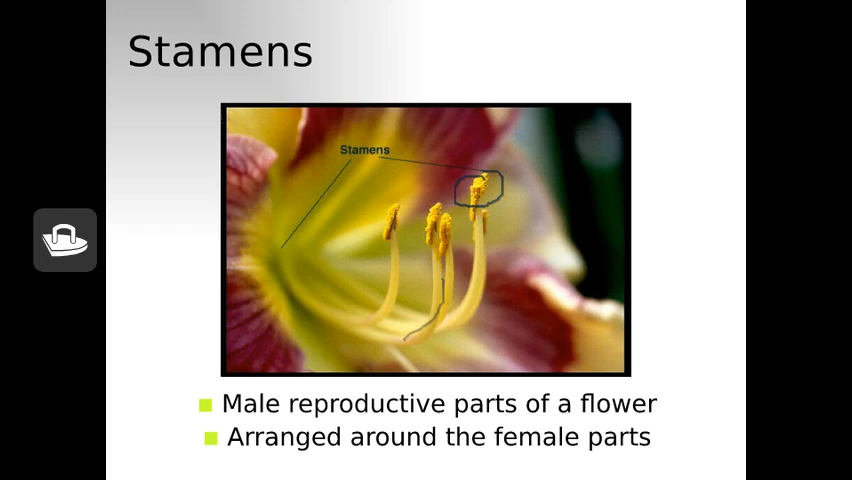 Stamens
Stamens
Male reproductive parts of a flower
Arranged around the female parts